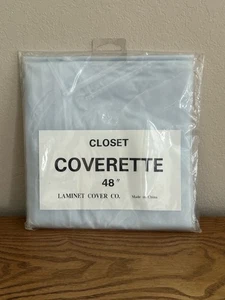 CLOSET
COVERETTE
48"
LAMINET COVER CO. Made in China